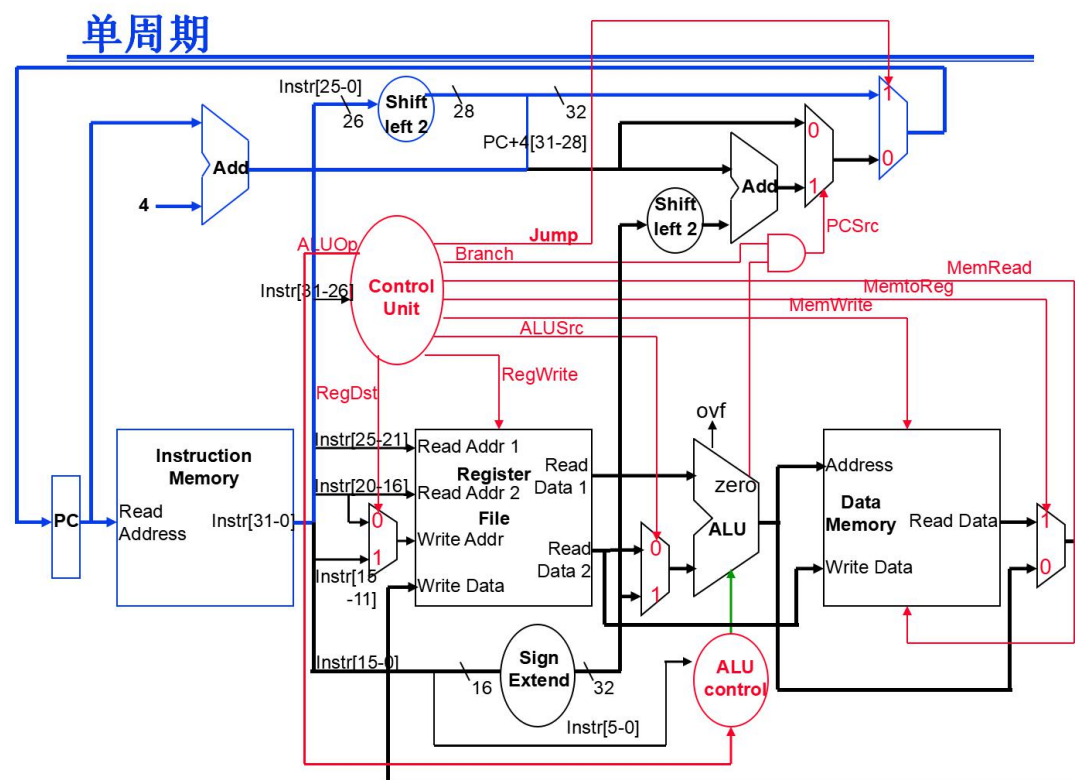 单周期
Instr[25-0]
Shift
left 2
26
28
32
PC+4[31-28]
Add
4
0
1
Add
1
0
Shift
left 2
PCSrc
ALUOp
Jump
Branch
MemRead
Instr[31-26]
Control
Unit
MemtoReg
MemWrite
ALUSrc
RegWrite
RegDst
ovf
Instruction
Memory
Read
Address
Instr[31-0]
PC
Instr[25-21]
Read Addr 1
Register
File
Read
Data 1
Instr[20-16]
Read Addr 2
0
1
Write Addr
Read
Data 2
Instr[15
-11]
Write Data
0
1
zero
ALU
Address
Data
Memory
Read Data
Write Data
1
0
Instr[15-0]
16
Sign
Extend
32
ALU
control
Instr[5-0]